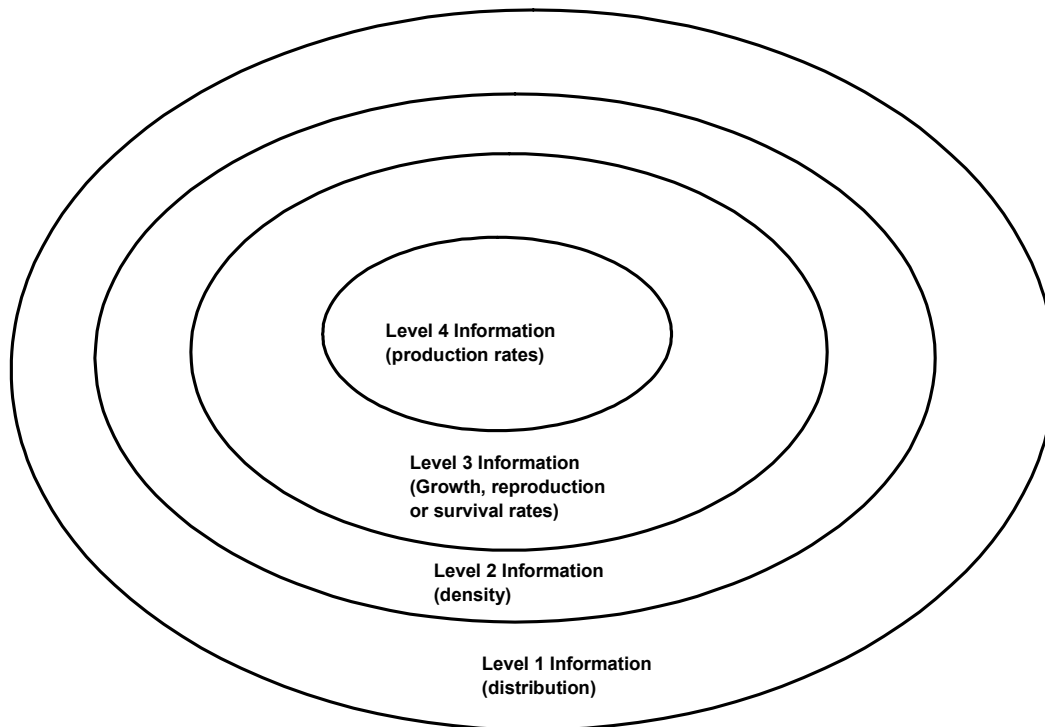 Level 4 Information
(production rates)
Level 3 Information
(Growth, reproduction
or survival rates)
Level 2 Information
(density)
Level 1 Information
(distribution)